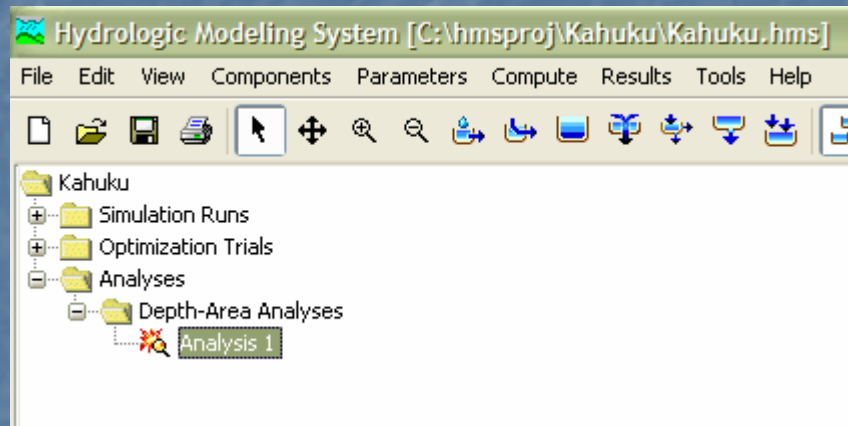 Hydrologic Modeling System [C:\hmsproj\Kahuku\Kahuku.hms]
File Edit View Components Parameters Compute Results Tools Help
Kahuku
Simulation Runs
Optimization Trials
Analyses
Depth-Area Analyses
Analysis 1